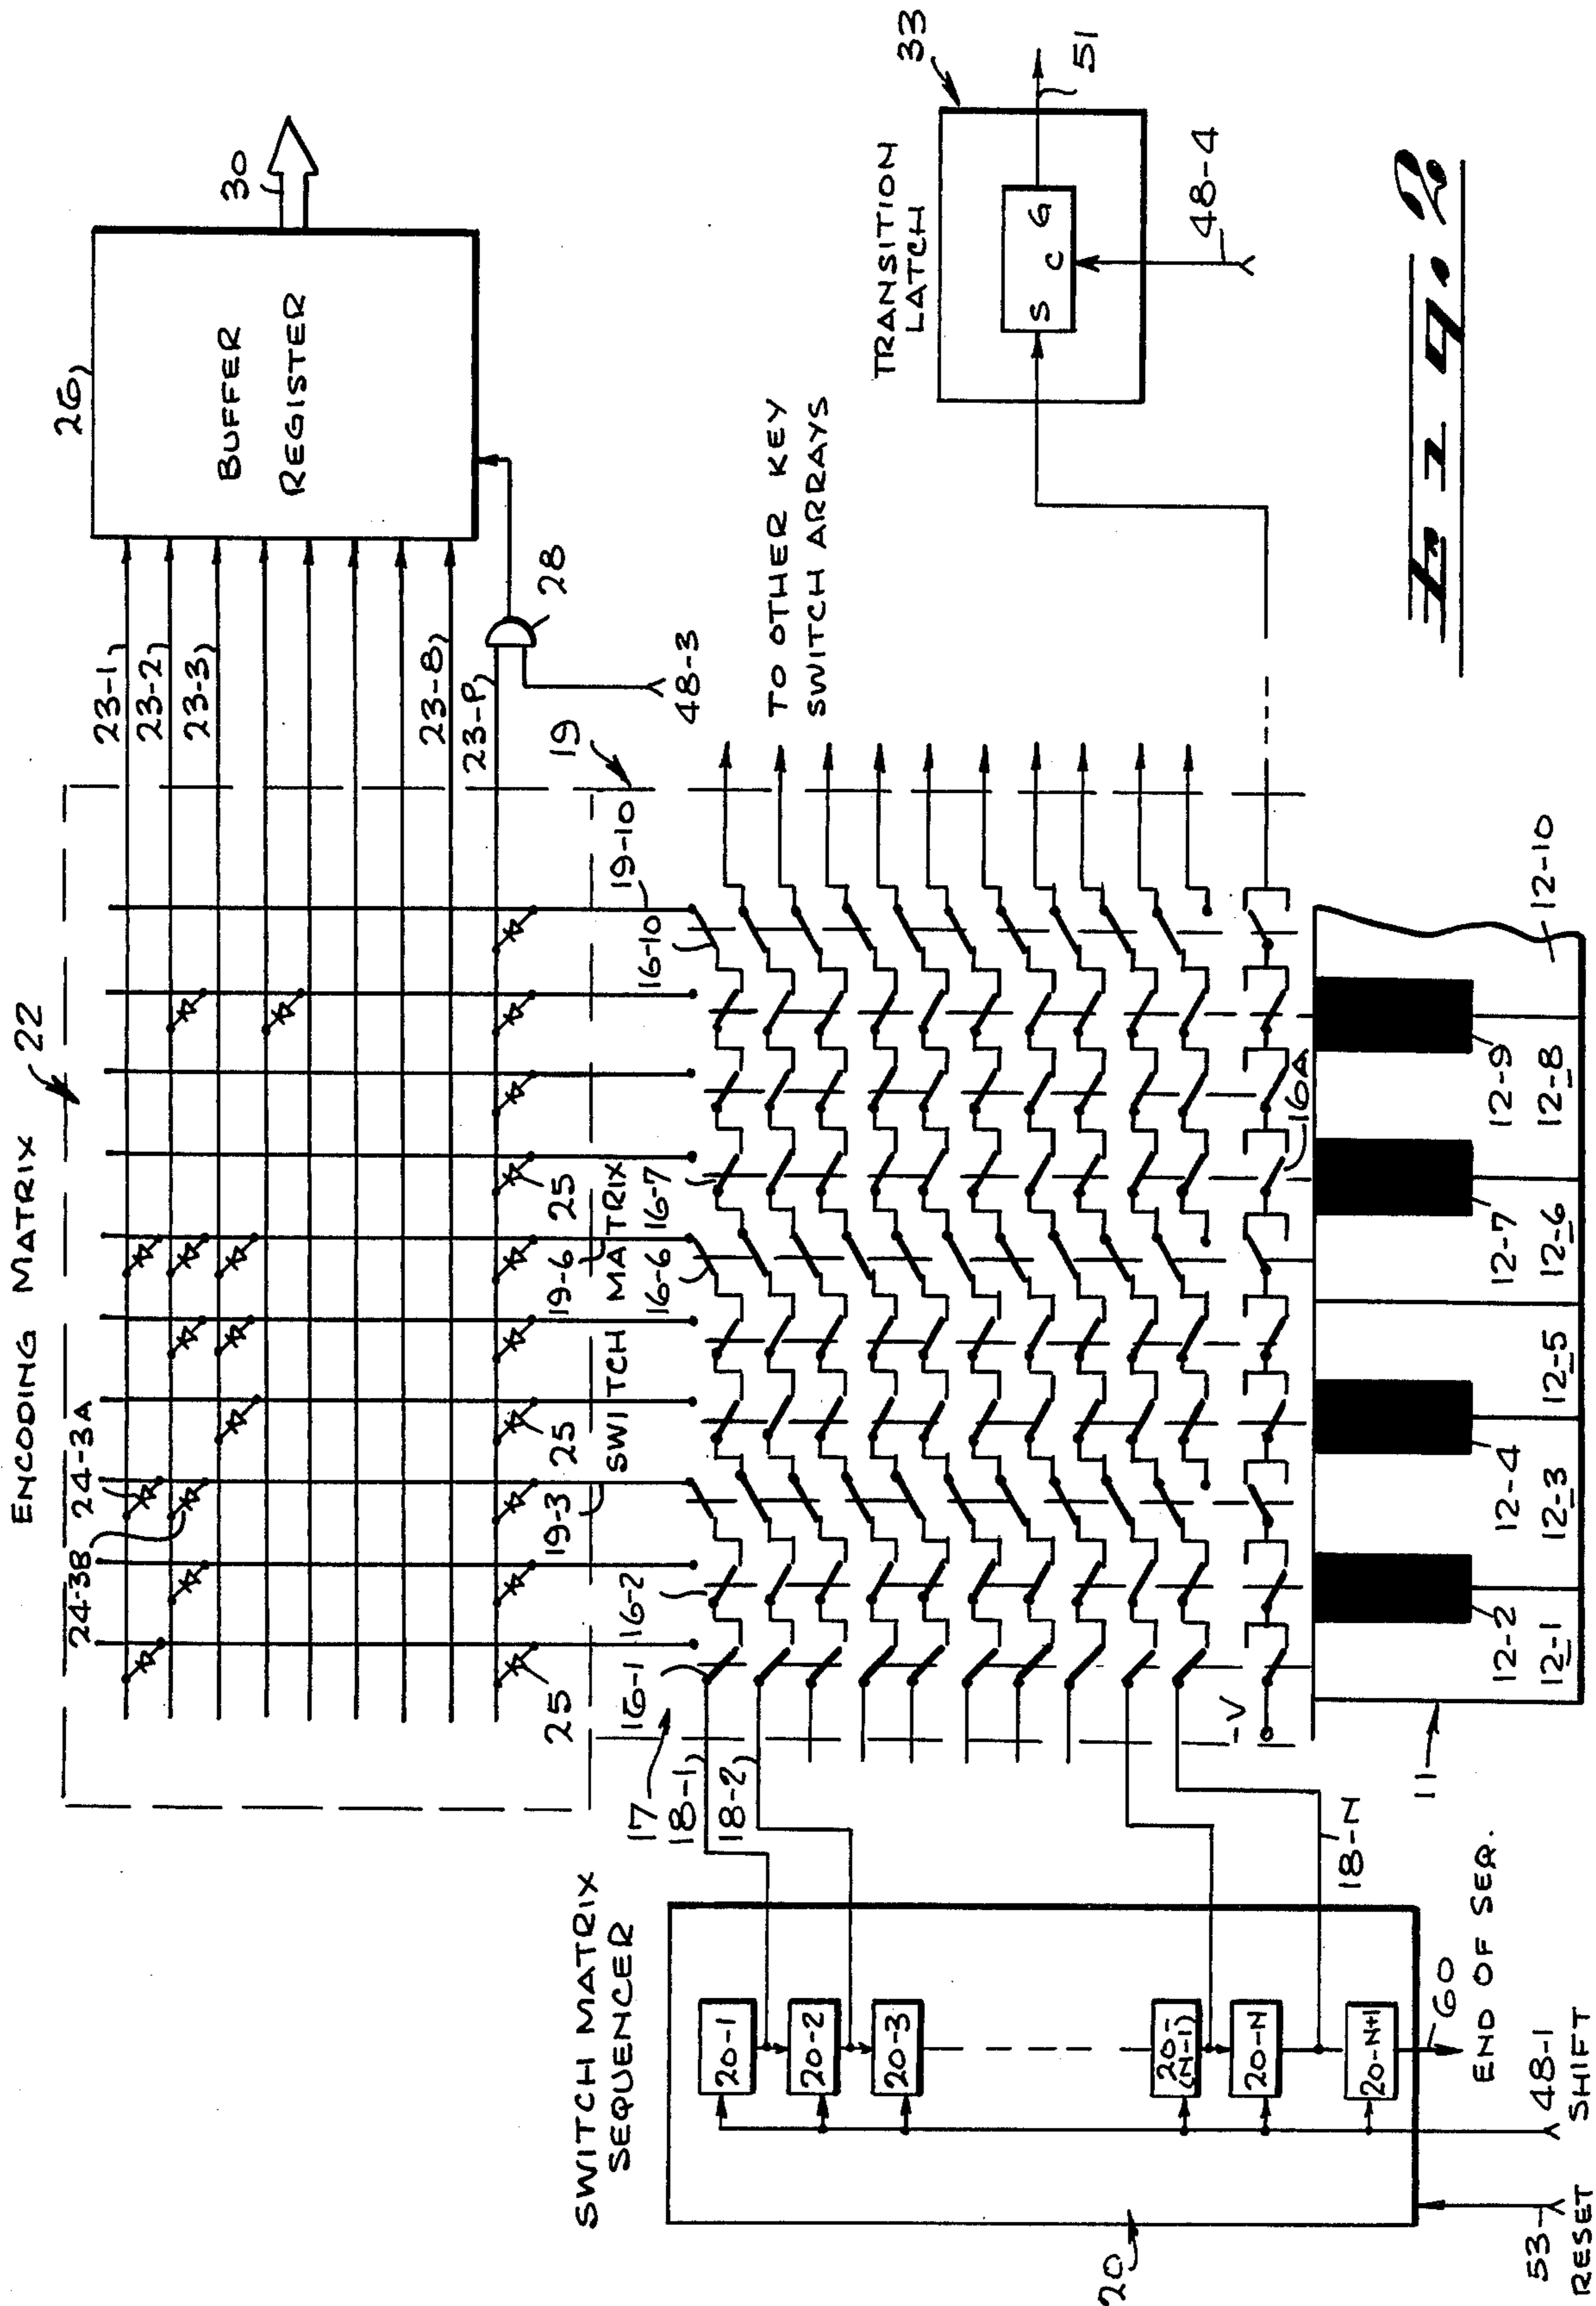 ENCODING MATRIX
22
24-3B
24-3A
23-1
23-2
23-3
23-8
23-P
26
BUFFER
REGISTER
30
28
48-3
25
25
25
19-3
19-6
19-10
19
SWITCH MATRIX
16-1
16-2
16-6
16-7
16-10
17
18-1
18-2
18-N
TO OTHER KEY
SWITCH ARRAYS
TRANSITION
LATCH
33
S
C
G
51
48-4
SWITCH MATRIX
SEQUENCER
20-1
20-2
20-3
20-
(N-1)
20-N
20-N+1
20
60
END OF SEQ.
53
RESET
48-1
SHIFT
-V
16A
11
12-2
12-4
12-7
12-9
12-1
12-3
12-5
12-6
12-8
12-10
Fig. 2